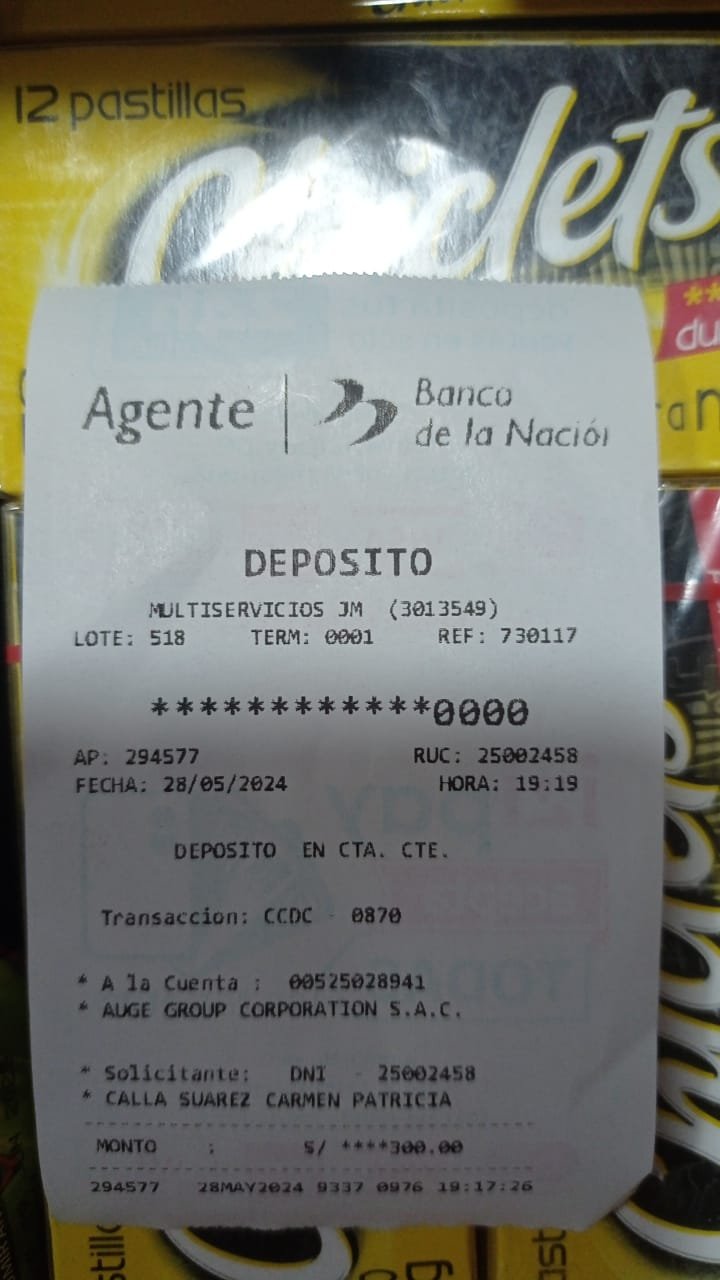 12 pastillas
Chiclets
Agente | Banco
de la Nación
DEPOSITO
MULTISERVICIOS JM (3013549)
LOTE: 518 TERM: 0001 REF: 730117
************0000
AP: 294577 RUC: 25002458
FECHA: 28/05/2024 HORA: 19:19
DEPOSITO EN CTA. CTE.
Transaccion: CCDC - 0870
* A la Cuenta : 00525028941
* AUGE GROUP CORPORATION S.A.C.
* Solicitante: DNI - 25002458
* CALLA SUAREZ CARMEN PATRICIA
MONTO : S/ ****300.00
294577 28MAY2024 9337 0976 19:17:26